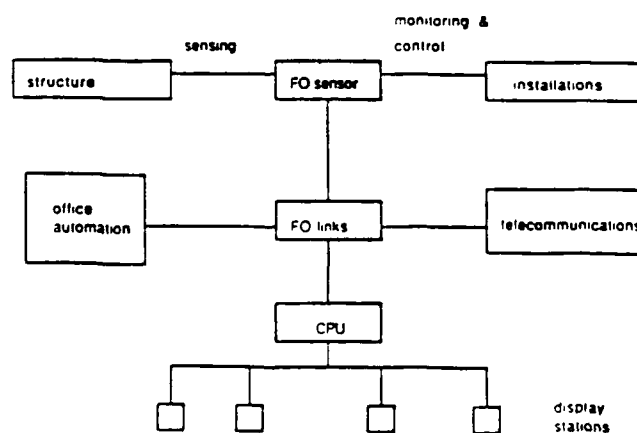 monitoring &
sensing
control
structure
FO sensor
installations
office
automation
FO links
telecommunications
CPU
display
stations